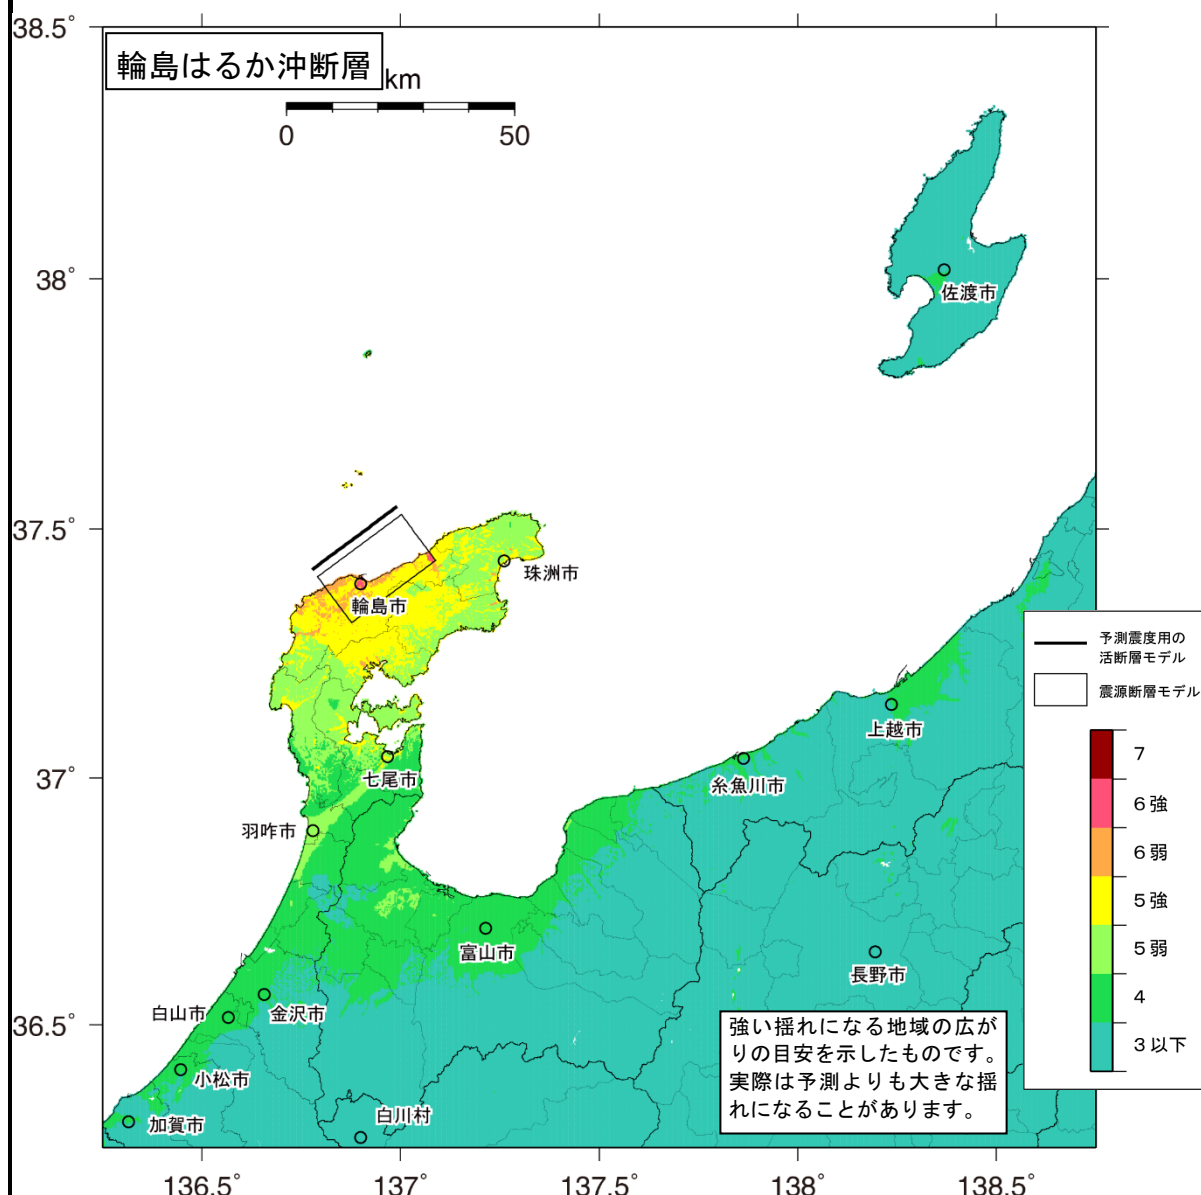 輪島はるか沖断層
km
0 50
38.5°
38°
37.5°
37°
36.5°
136.5° 137° 137.5° 138° 138.5°
佐渡市
珠洲市
輪島市
七尾市
羽咋市
上越市
糸魚川市
富山市
長野市
白山市
金沢市
小松市
加賀市
白川村
予測震度用の
活断層モデル
震源断層モデル
7
6強
6弱
5強
5弱
4
3以下
強い揺れになる地域の広が
りの目安を示したものです。
実際は予測よりも大きな揺
れになることがあります。